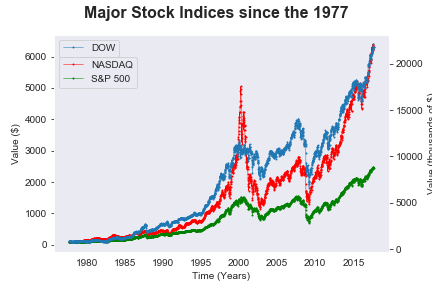 Major Stock Indices since the 1977
DOW
NASDAQ
S&P 500
Value ($)
6000
5000
4000
3000
2000
1000
0
20000
15000
10000
5000
0
Value (thousands of $)
1980 1985 1990 1995 2000 2005 2010 2015
Time (Years)